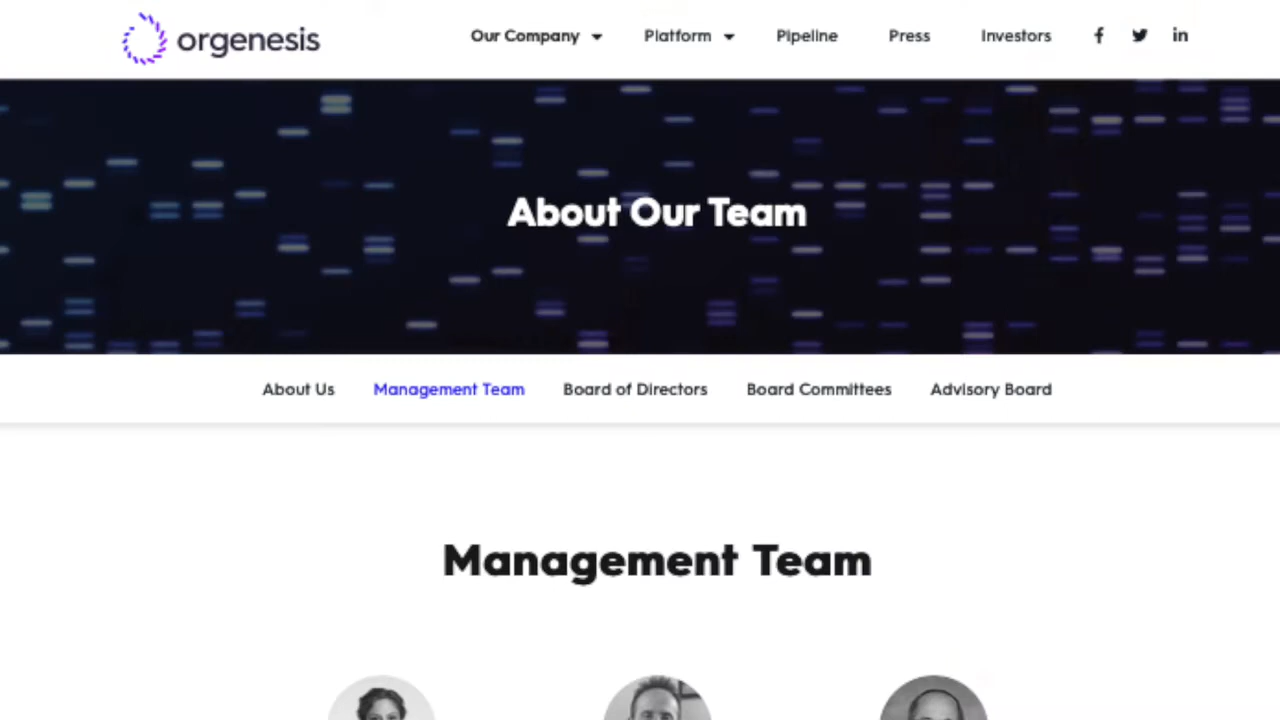 orgenesis
Our Company
Platform
Pipeline
Press
Investors
About Our Team
About Us
Management Team
Board of Directors
Board Committees
Advisory Board
Management Team